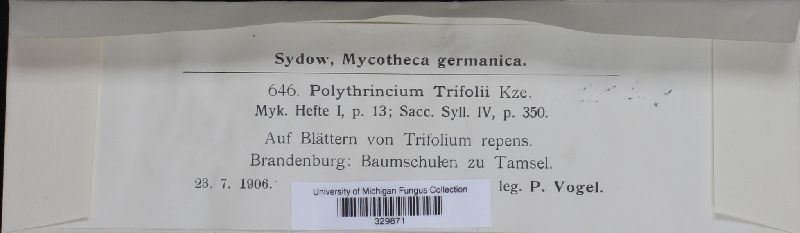 Sydow, Mycotheca germanica.
646. Polythrincium Trifolii Kze.
Myk. Hefte I, p. 13; Sacc. Syll. IV, p. 350.
Auf Blättern von Trifolium repens.
Brandenburg: Baumschulen zu Tamsel.
23. 7. 1906. leg. P. Vogel.
University of Michigan Fungus Collection
329871